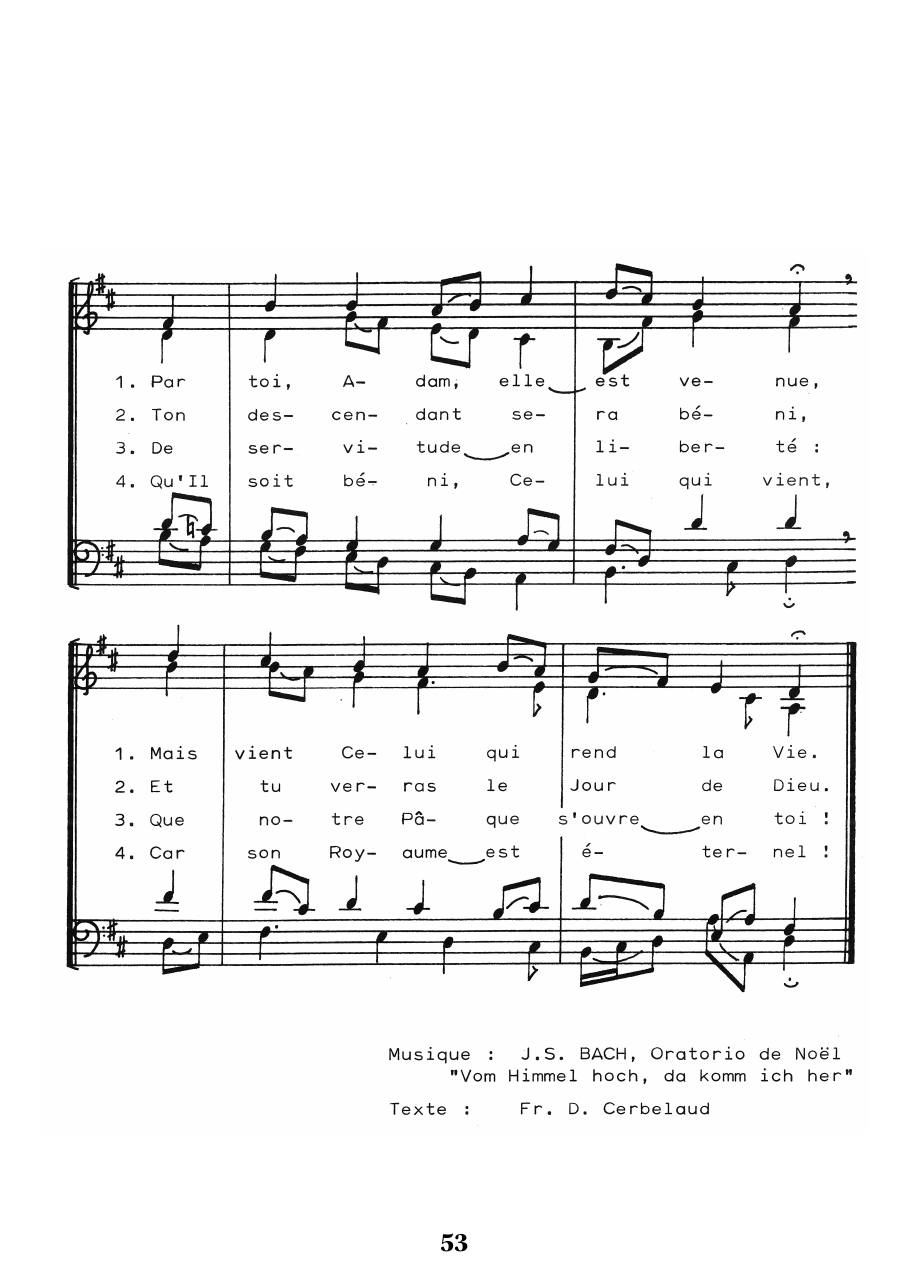 1. Par toi, A- dam, elle est ve- nue,
2. Ton des- cen- dant se- ra bé- ni,
3. De ser- vi- tude en li- ber- té :
4. Qu'Il soit bé- ni, Ce- lui qui vient,
1. Mais vient Ce- lui qui rend la Vie.
2. Et tu ver- ras le Jour de Dieu.
3. Que no- tre Pâ- que s'ouvre en toi !
4. Car son Roy- aume est é- ter- nel !
Musique : J.S. BACH, Oratorio de Noël
"Vom Himmel hoch, da komm ich her"
Texte : Fr. D. Cerbelaud
53